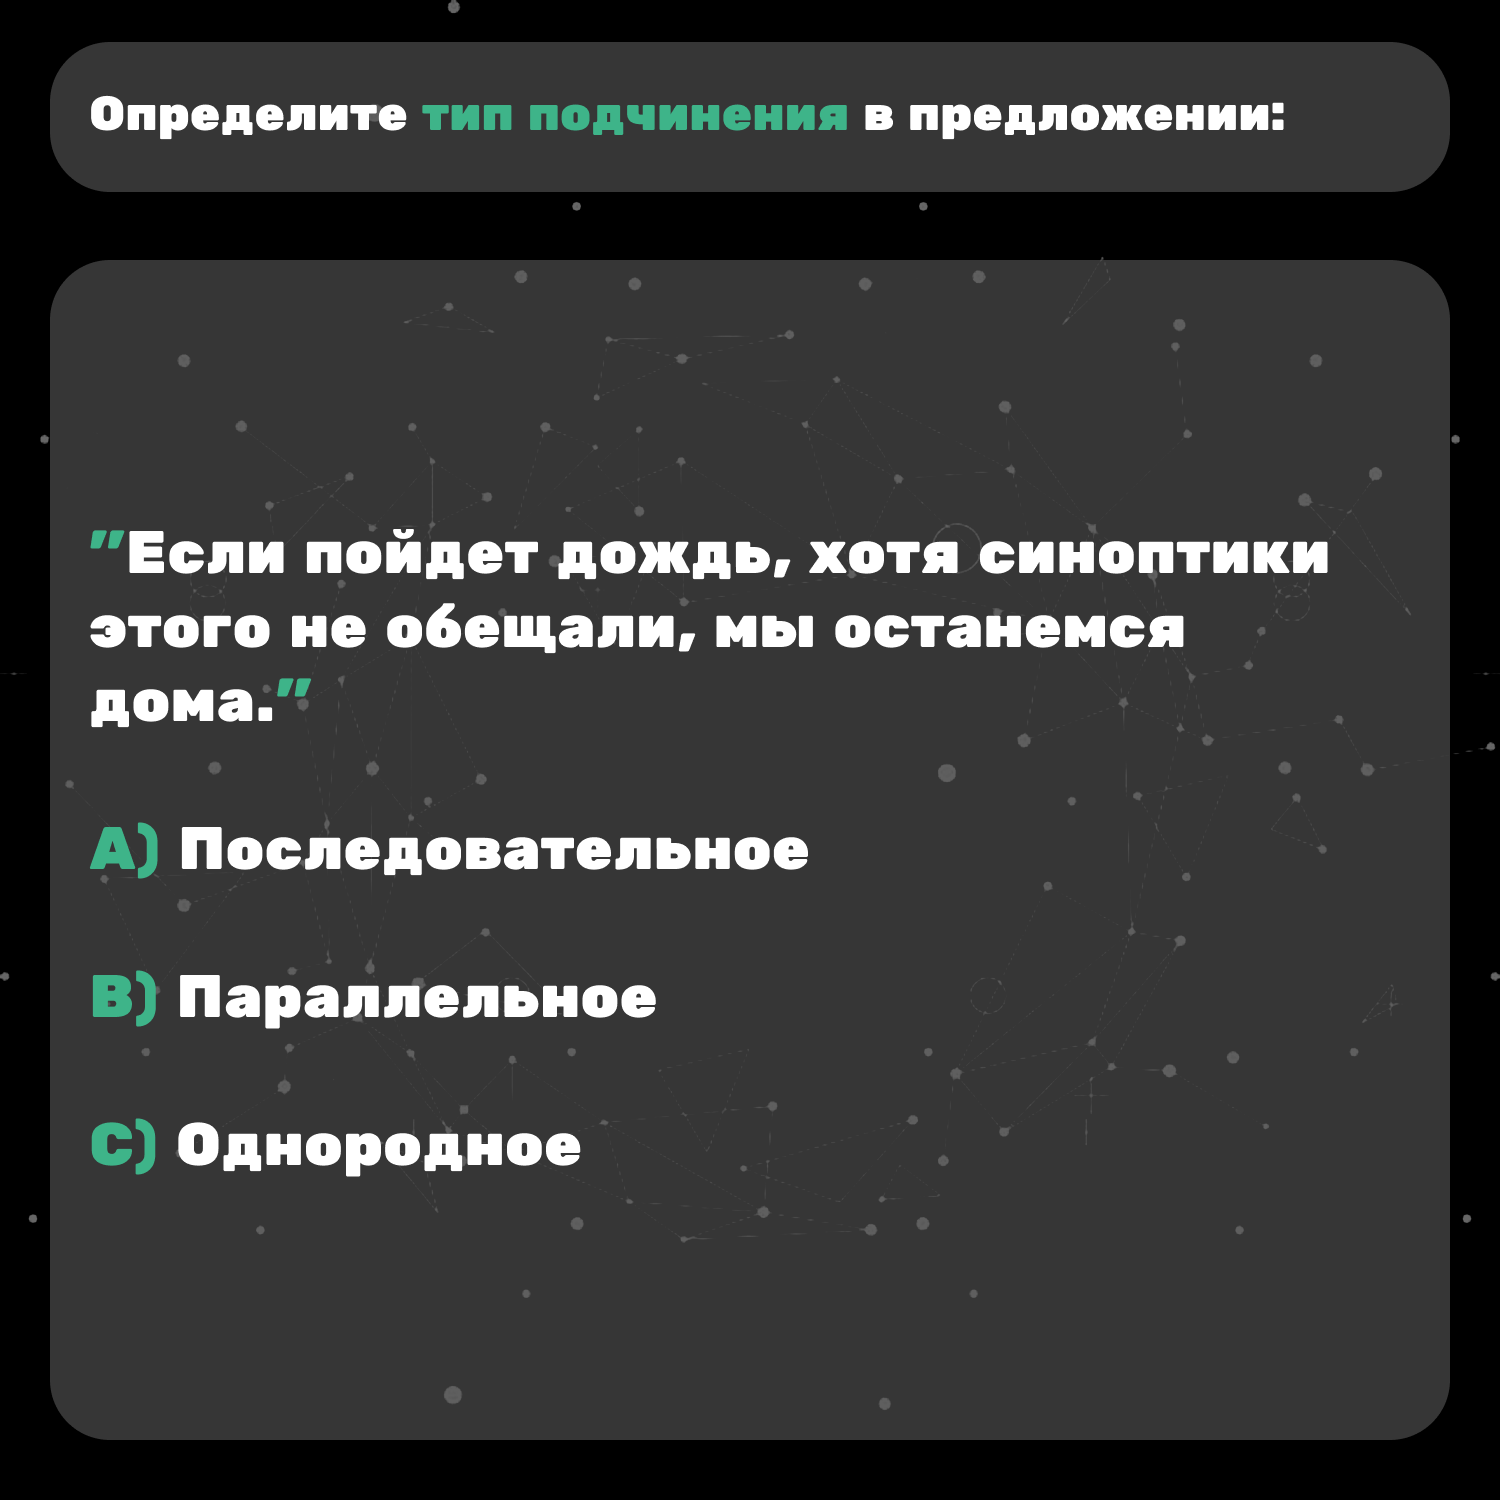 Определите тип подчинения в предложении:
"Если пойдет дождь, хотя синоптики
этого не обещали, мы останемся
дома."
A) Последовательное
B) Параллельное
C) Однородное